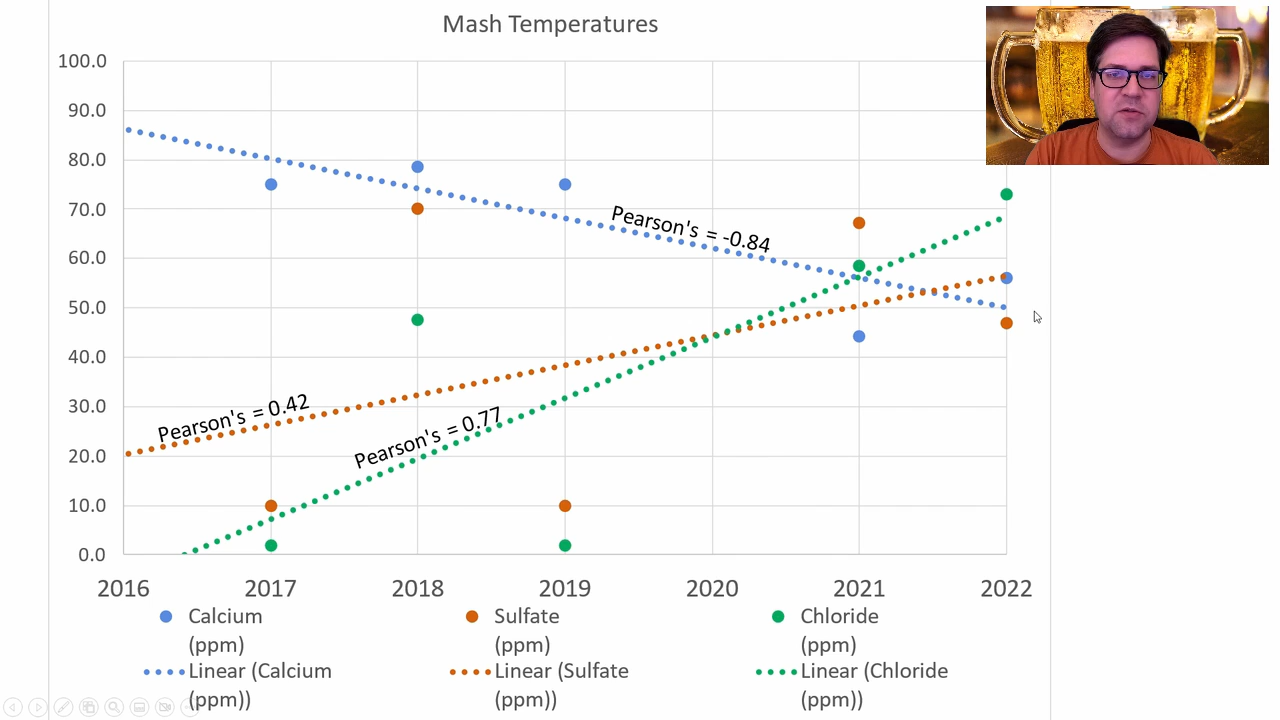 Mash Temperatures
100.0
90.0
80.0
70.0
60.0
50.0
40.0
30.0
20.0
10.0
0.0
Pearson's = -0.84
Pearson's = 0.42
Pearson's = 0.77
2016 2017 2018 2019 2020 2021 2022
Calcium (ppm)
Sulfate (ppm)
Chloride (ppm)
Linear (Calcium (ppm))
Linear (Sulfate (ppm))
Linear (Chloride (ppm))